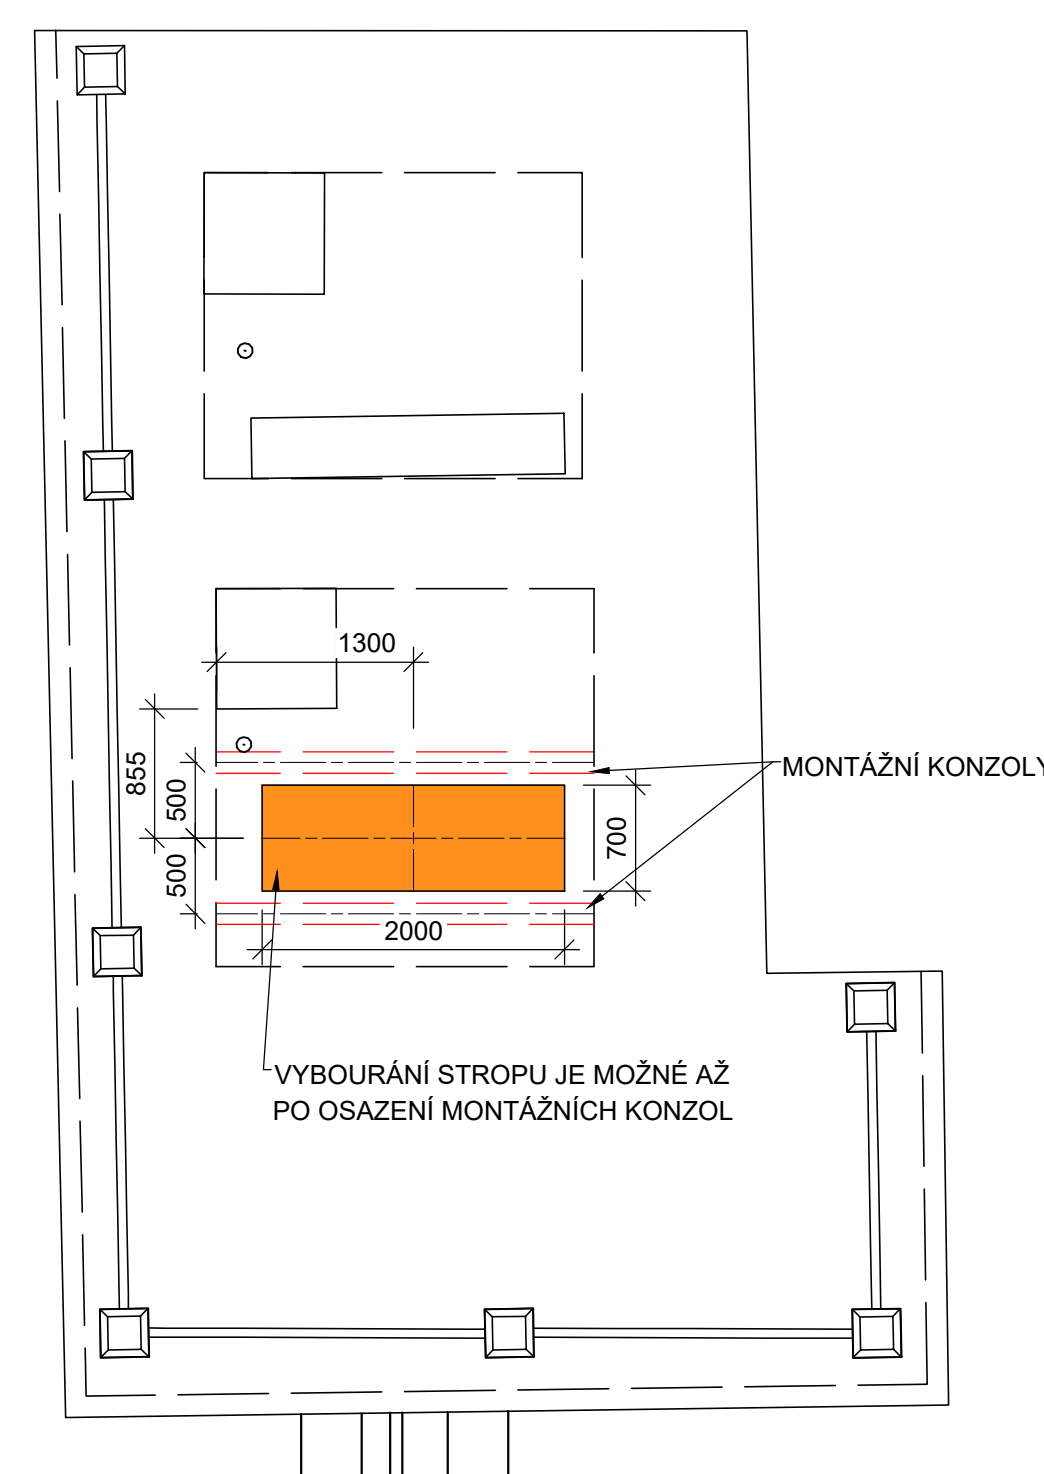 1300
855
500
MONTÁŽNÍ KONZOLY
700
500
2000
VYBOURÁNÍ STROPU JE MOŽNÉ AŽ
PO OSAZENÍ MONTÁŽNÍCH KONZOL